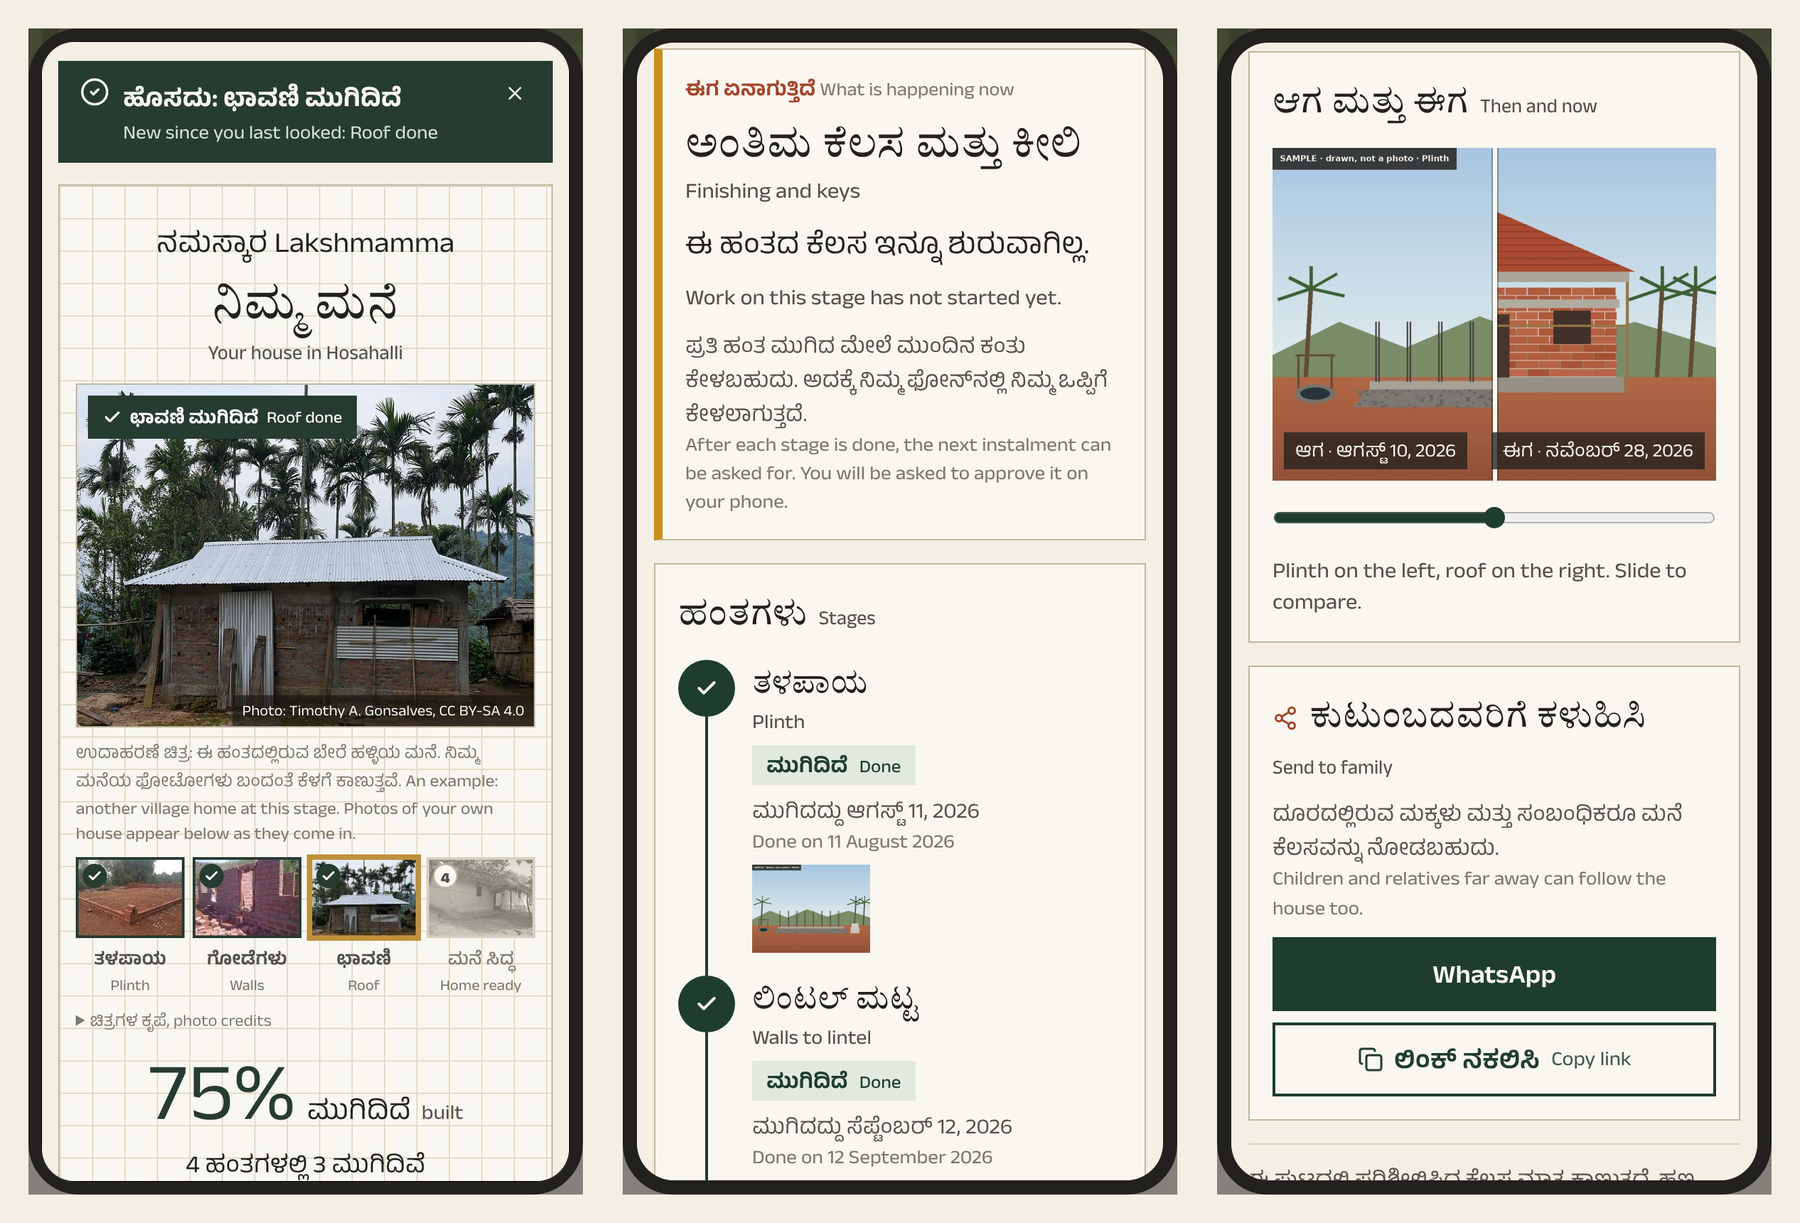 ಹೊಸದು: ಛಾವಣಿ ಮುಗಿದಿದೆ
New since you last looked: Roof done
ನಮಸ್ಕಾರ Lakshmamma
ನಿಮ್ಮ ಮನೆ
Your house in Hosahalli
ಛಾವಣಿ ಮುಗಿದಿದೆ Roof done
Photo: Timothy A. Gonsalves, CC BY-SA 4.0
ಉದಾಹರಣೆ ಚಿತ್ರ: ಈ ಹಂತದಲ್ಲಿರುವ ಬೇರೆ ಹಳ್ಳಿಯ ಮನೆ. ನಿಮ್ಮ
ಮನೆಯ ಫೋಟೋಗಳು ಬಂದಂತೆ ಕೆಳಗೆ ಕಾಣುತ್ತವೆ. An example:
another village home at this stage. Photos of your own
house appear below as they come in.
4
ತಳಪಾಯ
Plinth
ಗೋಡೆಗಳು
Walls
ಛಾವಣಿ
Roof
ಮನೆ ಸಿದ್ಧ
Home ready
ಚಿತ್ರಗಳ ಕೃಪೆ, photo credits
75% ಮುಗಿದಿದೆ built
4 ಹಂತಗಳಲ್ಲಿ 3 ಮುಗಿದಿವೆ
ಈಗ ಏನಾಗುತ್ತಿದೆ What is happening now
ಅಂತಿಮ ಕೆಲಸ ಮತ್ತು ಕೀಲಿ
Finishing and keys
ಈ ಹಂತದ ಕೆಲಸ ಇನ್ನೂ ಶುರುವಾಗಿಲ್ಲ.
Work on this stage has not started yet.
ಪ್ರತಿ ಹಂತ ಮುಗಿದ ಮೇಲೆ ಮುಂದಿನ ಕಂತು
ಕೇಳಬಹುದು. ಅದಕ್ಕೆ ನಿಮ್ಮ ಫೋನ್‌ನಲ್ಲಿ ನಿಮ್ಮ ಒಪ್ಪಿಗೆ
ಕೇಳಲಾಗುತ್ತದೆ.
After each stage is done, the next instalment can
be asked for. You will be asked to approve it on
your phone.
ಹಂತಗಳು Stages
ತಳಪಾಯ
Plinth
ಮುಗಿದಿದೆ Done
ಮುಗಿದದ್ದು ಆಗಸ್ಟ್ 11, 2026
Done on 11 August 2026
ಲಿಂಟಲ್ ಮಟ್ಟ
Walls to lintel
ಮುಗಿದಿದೆ Done
ಮುಗಿದದ್ದು ಸೆಪ್ಟೆಂಬರ್ 12, 2026
Done on 12 September 2026
ಆಗ ಮತ್ತು ಈಗ Then and now
SAMPLE · drawn, not a photo · Plinth
ಆಗ · ಆಗಸ್ಟ್ 10, 2026
ಈಗ · ನವೆಂಬರ್ 28, 2026
Plinth on the left, roof on the right. Slide to
compare.
ಕುಟುಂಬದವರಿಗೆ ಕಳುಹಿಸಿ
Send to family
ದೂರದಲ್ಲಿರುವ ಮಕ್ಕಳು ಮತ್ತು ಸಂಬಂಧಿಕರೂ ಮನೆ
ಕೆಲಸವನ್ನು ನೋಡಬಹುದು.
Children and relatives far away can follow the
house too.
WhatsApp
ಲಿಂಕ್ ನಕಲಿಸಿ Copy link